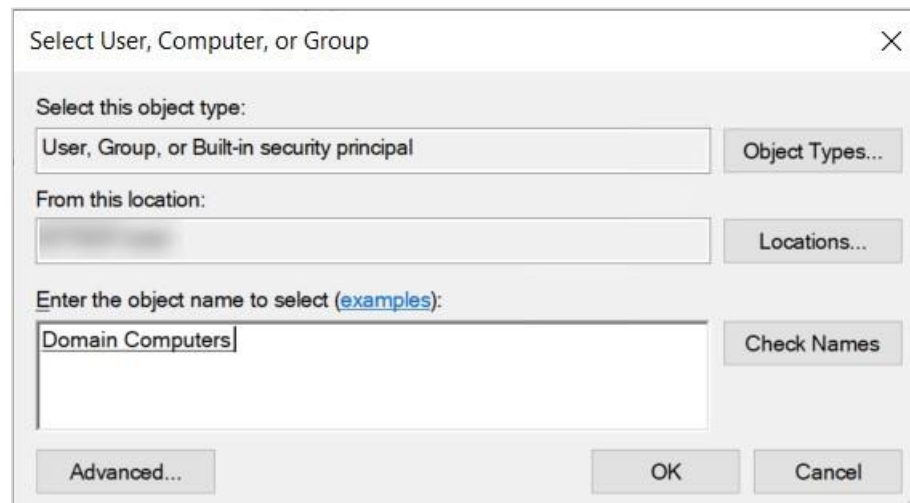 Select User, Computer, or Group
Select this object type:
User, Group, or Built-in security principal
Object Types...
From this location:
Locations...
Enter the object name to select (examples):
Domain Computers
Check Names
Advanced...
OK
Cancel